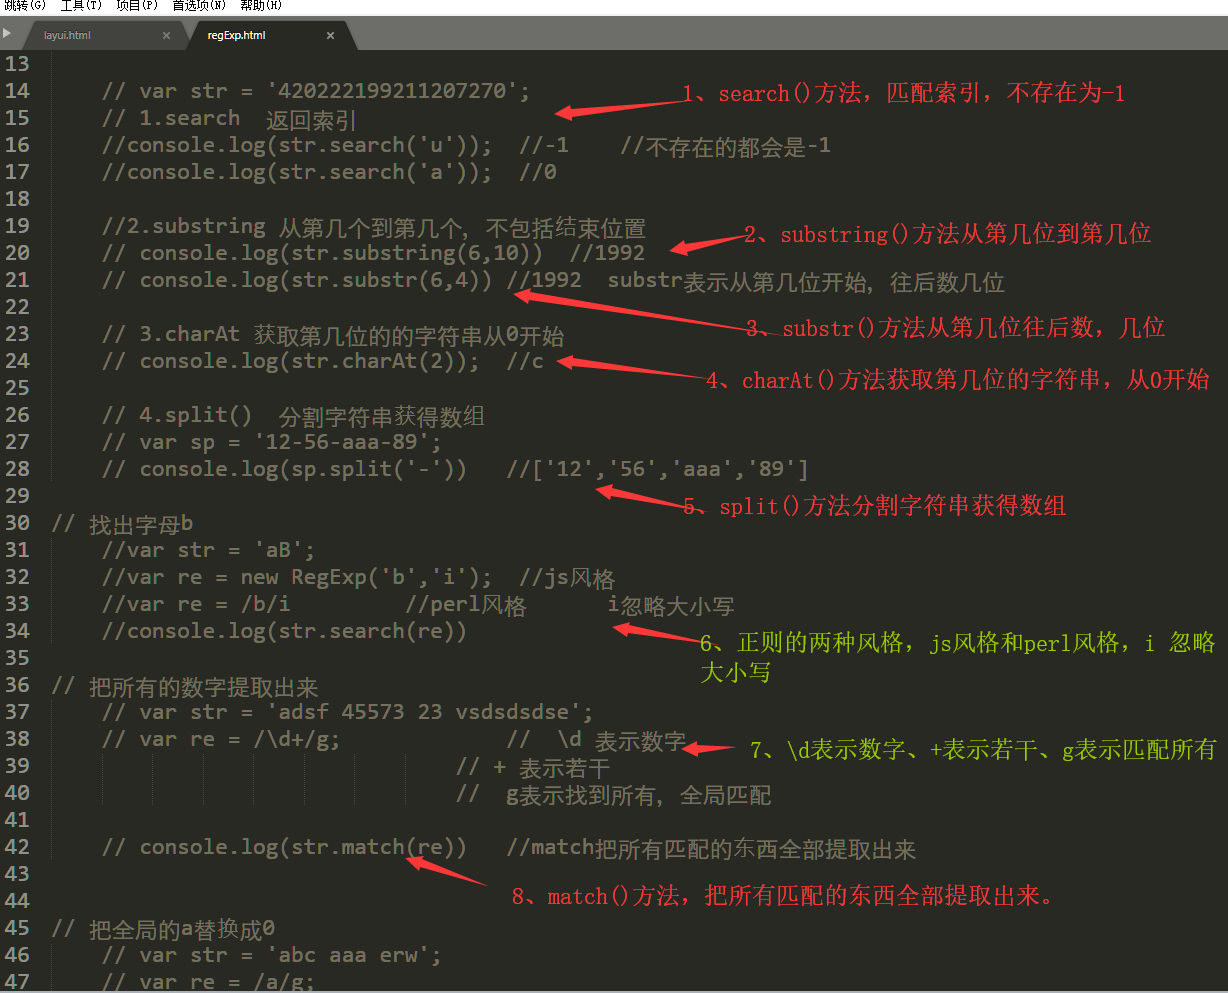 跳转(G) 工具(T) 项目(P) 首选项(N) 帮助(H)
layui.html × regExp.html ×
13
14 // var str = '420222199211207270'; 1、search()方法，匹配索引，不存在为-1
15 // 1.search 返回索引
16 //console.log(str.search('u')); //-1 //不存在的都会是-1
17 //console.log(str.search('a')); //0
18
19 //2.substring 从第几个到第几个，不包括结束位置
2、substring()方法从第几位到第几位
20 // console.log(str.substring(6,10)) //1992
21 // console.log(str.substr(6,4)) //1992 substr表示从第几位开始，往后数几位
22
3、substr()方法从第几位往后数，几位
23 // 3.charAt 获取第几位的的字符串从0开始
24 // console.log(str.charAt(2)); //c
4、charAt()方法获取第几位的字符串，从0开始
25
26 // 4.split() 分割字符串获得数组
27 // var sp = '12-56-aaa-89';
28 // console.log(sp.split('-')) //['12','56','aaa','89']
29
5、split()方法分割字符串获得数组
30 // 找出字母b
31 //var str = 'aB';
32 //var re = new RegExp('b','i'); //js风格
33 //var re = /b/i //perl风格 i忽略大小写
34 //console.log(str.search(re))
6、正则的两种风格，js风格和perl风格，i 忽略
大小写
35
36 // 把所有的数字提取出来
37 // var str = 'adsf 45573 23 vsdsdsdse';
38 // var re = /\d+/g; // \d 表示数字
7、\d表示数字、+表示若干、g表示匹配所有
39 // + 表示若干
40 // g表示找到所有，全局匹配
41
42 // console.log(str.match(re)) //match把所有匹配的东西全部提取出来
43
8、match()方法，把所有匹配的东西全部提取出来。
44
45 // 把全局的a替换成0
46 // var str = 'abc aaa erw';
47 // var re = /a/g;